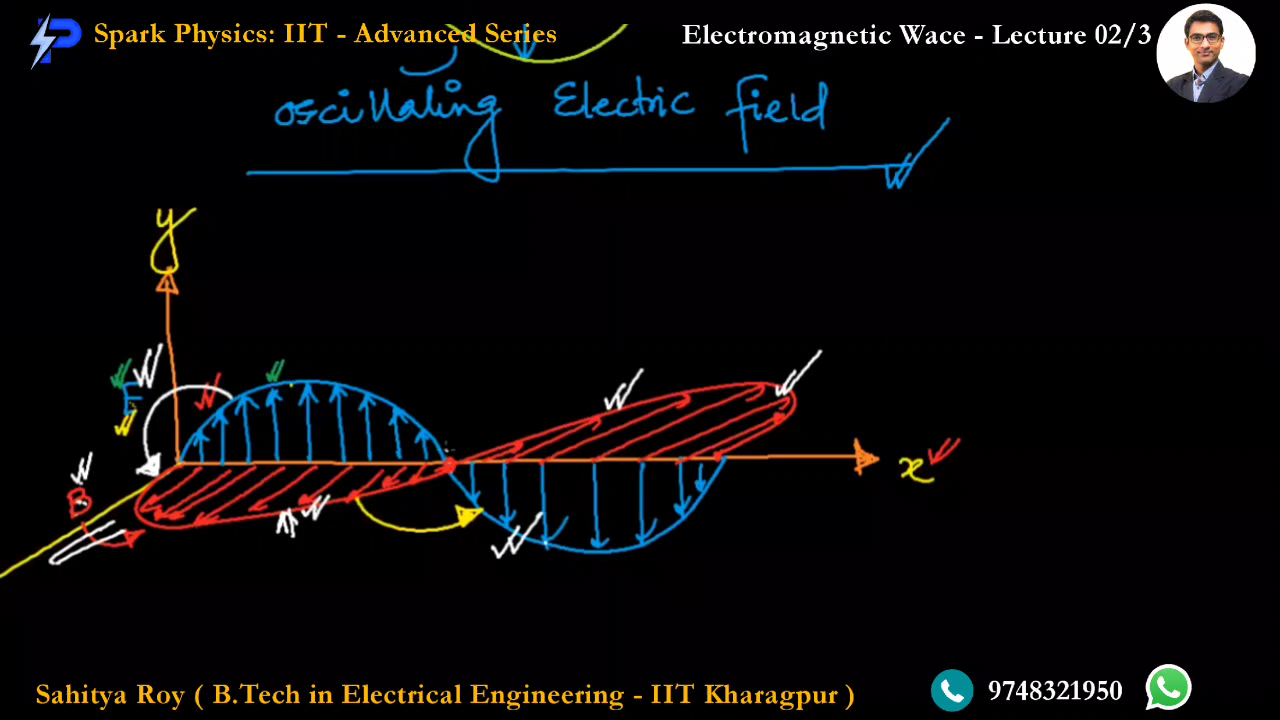 Spark Physics: IIT - Advanced Series
Electromagnetic Wace - Lecture 02/3
oscillating Electric field
y
E
B
x
Sahitya Roy ( B.Tech in Electrical Engineering - IIT Kharagpur )
9748321950